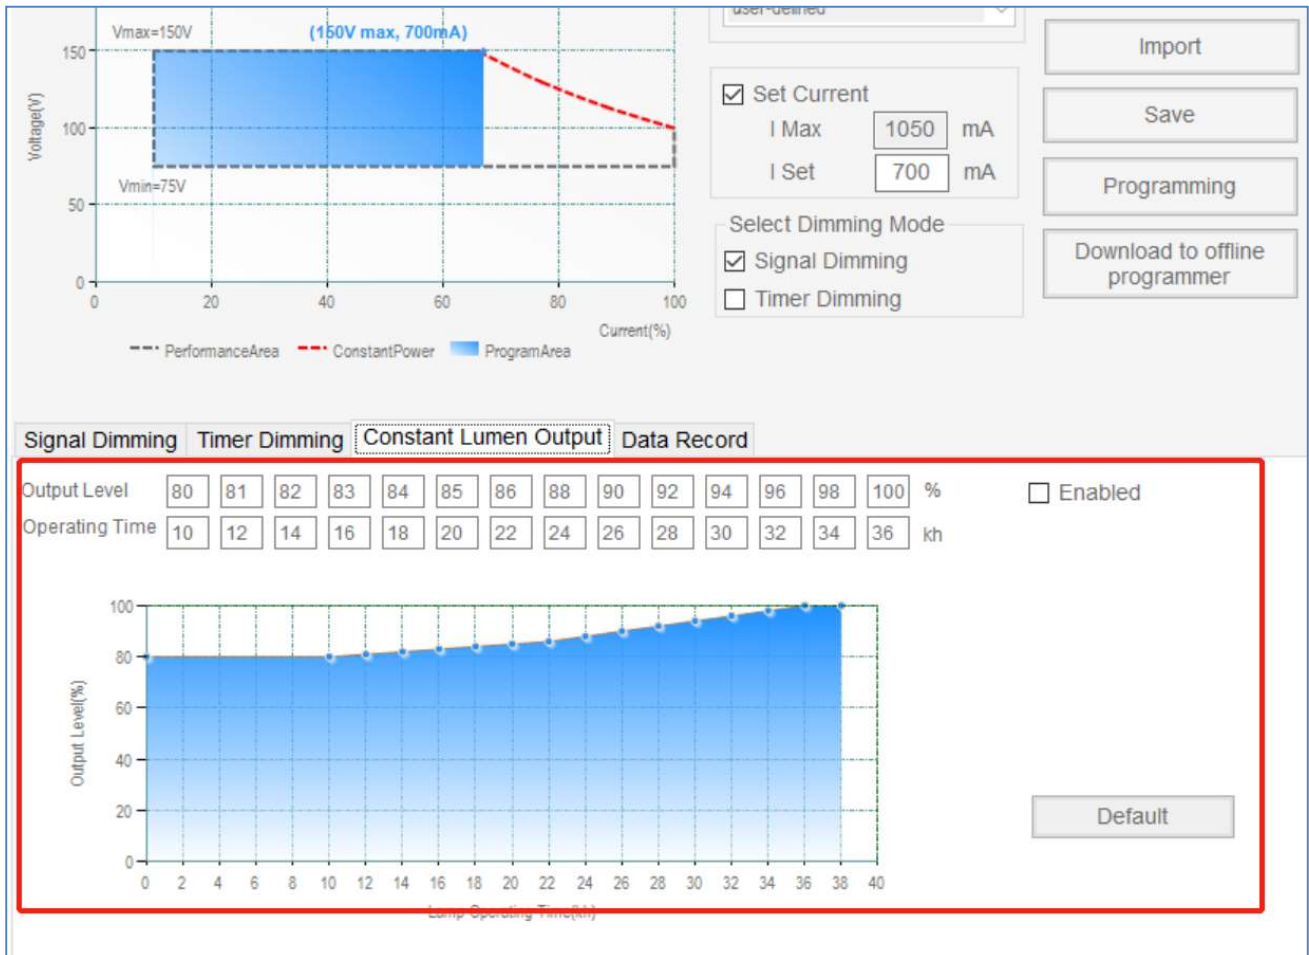 user-defined
Vmax=150V
(150V max, 700mA)
150
100
50
0
Voltage(V)
Vmin=75V
0 20 40 60 80 100
Current(%)
PerformanceArea ConstantPower ProgramArea
Set Current
I Max 1050 mA
I Set 700 mA
Select Dimming Mode
Signal Dimming
Timer Dimming
Import
Save
Programming
Download to offline
programmer
Signal Dimming Timer Dimming Constant Lumen Output Data Record
Output Level 80 81 82 83 84 85 86 88 90 92 94 96 98 100 %
Operating Time 10 12 14 16 18 20 22 24 26 28 30 32 34 36 kh
Enabled
100
80
60
40
20
0
Output Level(%)
0 2 4 6 8 10 12 14 16 18 20 22 24 26 28 30 32 34 36 38 40
Lamp Operating Time(kh)
Default